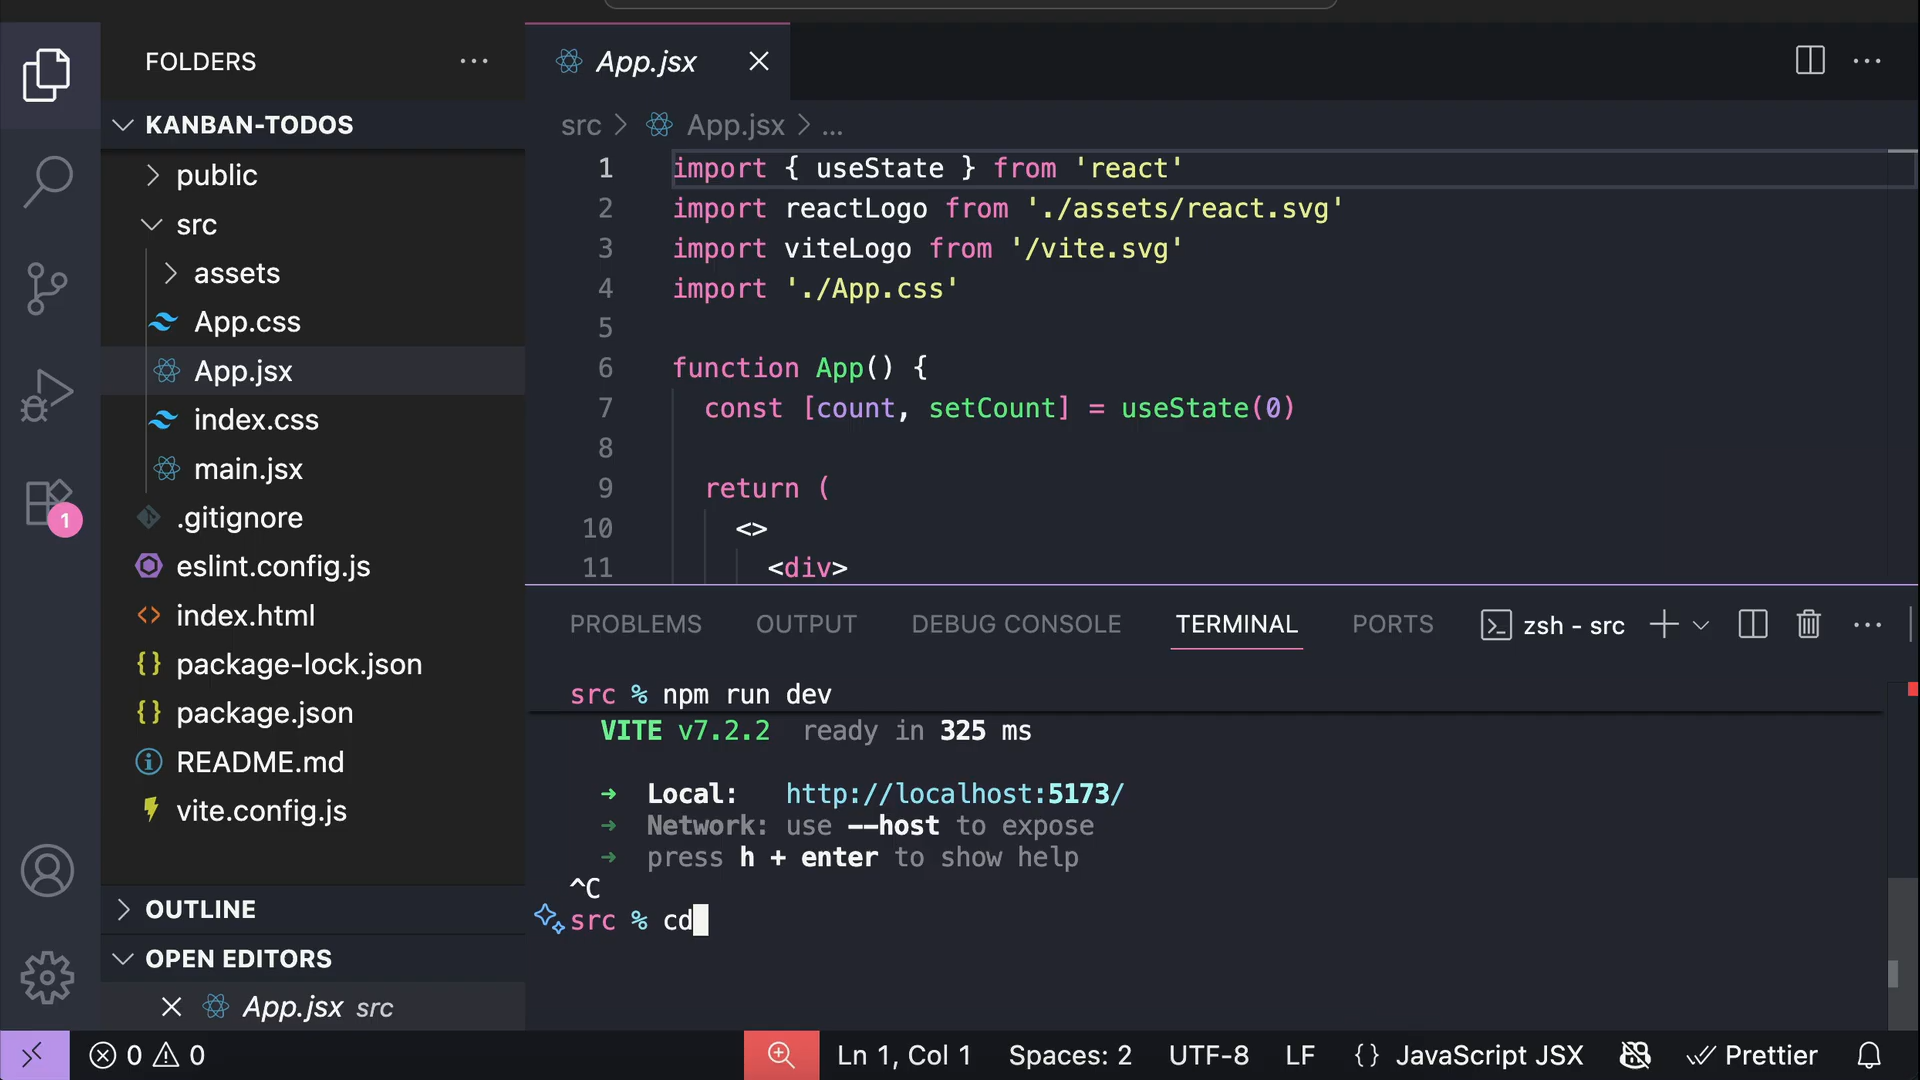 FOLDERS
KANBAN-TODOS
public
src
assets
App.css
App.jsx
index.css
main.jsx
.gitignore
eslint.config.js
index.html
package-lock.json
package.json
README.md
vite.config.js
OUTLINE
OPEN EDITORS
App.jsx src
1
App.jsx
src > App.jsx > ...
1 import { useState } from 'react'
2 import reactLogo from './assets/react.svg'
3 import viteLogo from '/vite.svg'
4 import './App.css'
5
6 function App() {
7 const [count, setCount] = useState(0)
8
9 return (
10 <>
11 <div>
PROBLEMS OUTPUT DEBUG CONSOLE TERMINAL PORTS zsh - src
src % npm run dev
VITE v7.2.2 ready in 325 ms
➜ Local: http://localhost:5173/
➜ Network: use --host to expose
➜ press h + enter to show help
^C
src % cd
0 0 Ln 1, Col 1 Spaces: 2 UTF-8 LF {} JavaScript JSX Prettier